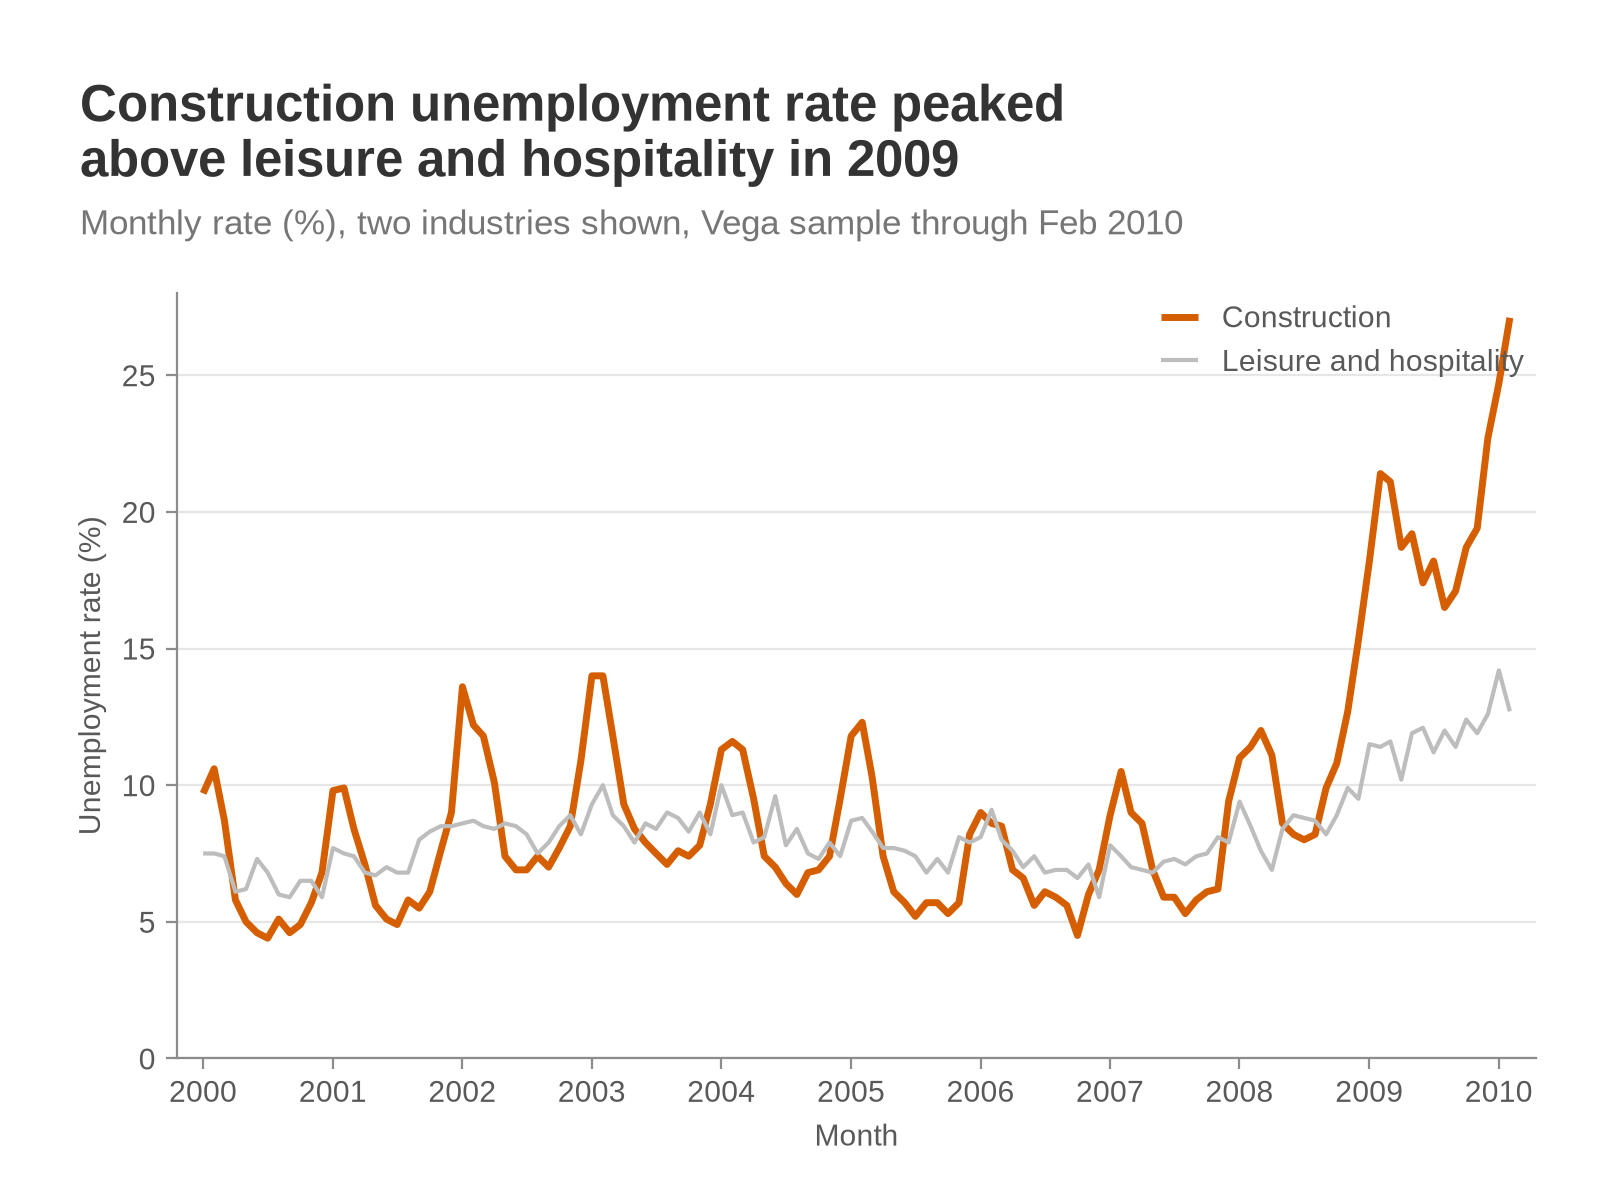 Construction unemployment rate peaked
above leisure and hospitality in 2009
Monthly rate (%), two industries shown, Vega sample through Feb 2010
Construction
Leisure and hospitality
Unemployment rate (%)
25
20
15
10
5
0
2000 2001 2002 2003 2004 2005 2006 2007 2008 2009 2010
Month